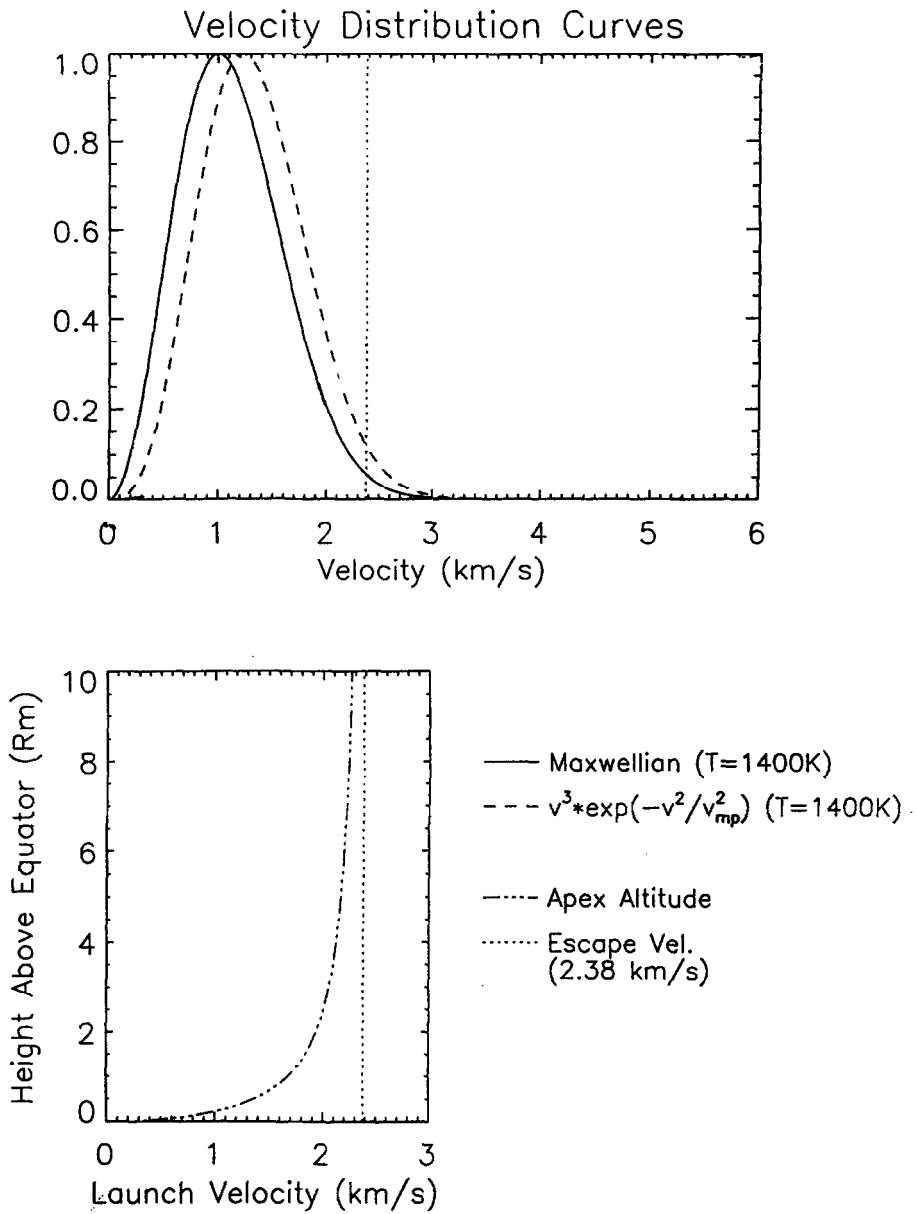 Velocity Distribution Curves
1.0
0.8
0.6
0.4
0.2
0.0
0 1 2 3 4 5 6
Velocity (km/s)
Height Above Equator (Rm)
10
8
6
4
2
0
0 1 2 3
Launch Velocity (km/s)
Maxwellian (T=1400K)
v³*exp(-v²/v²mp) (T=1400K)
Apex Altitude
Escape Vel.
(2.38 km/s)